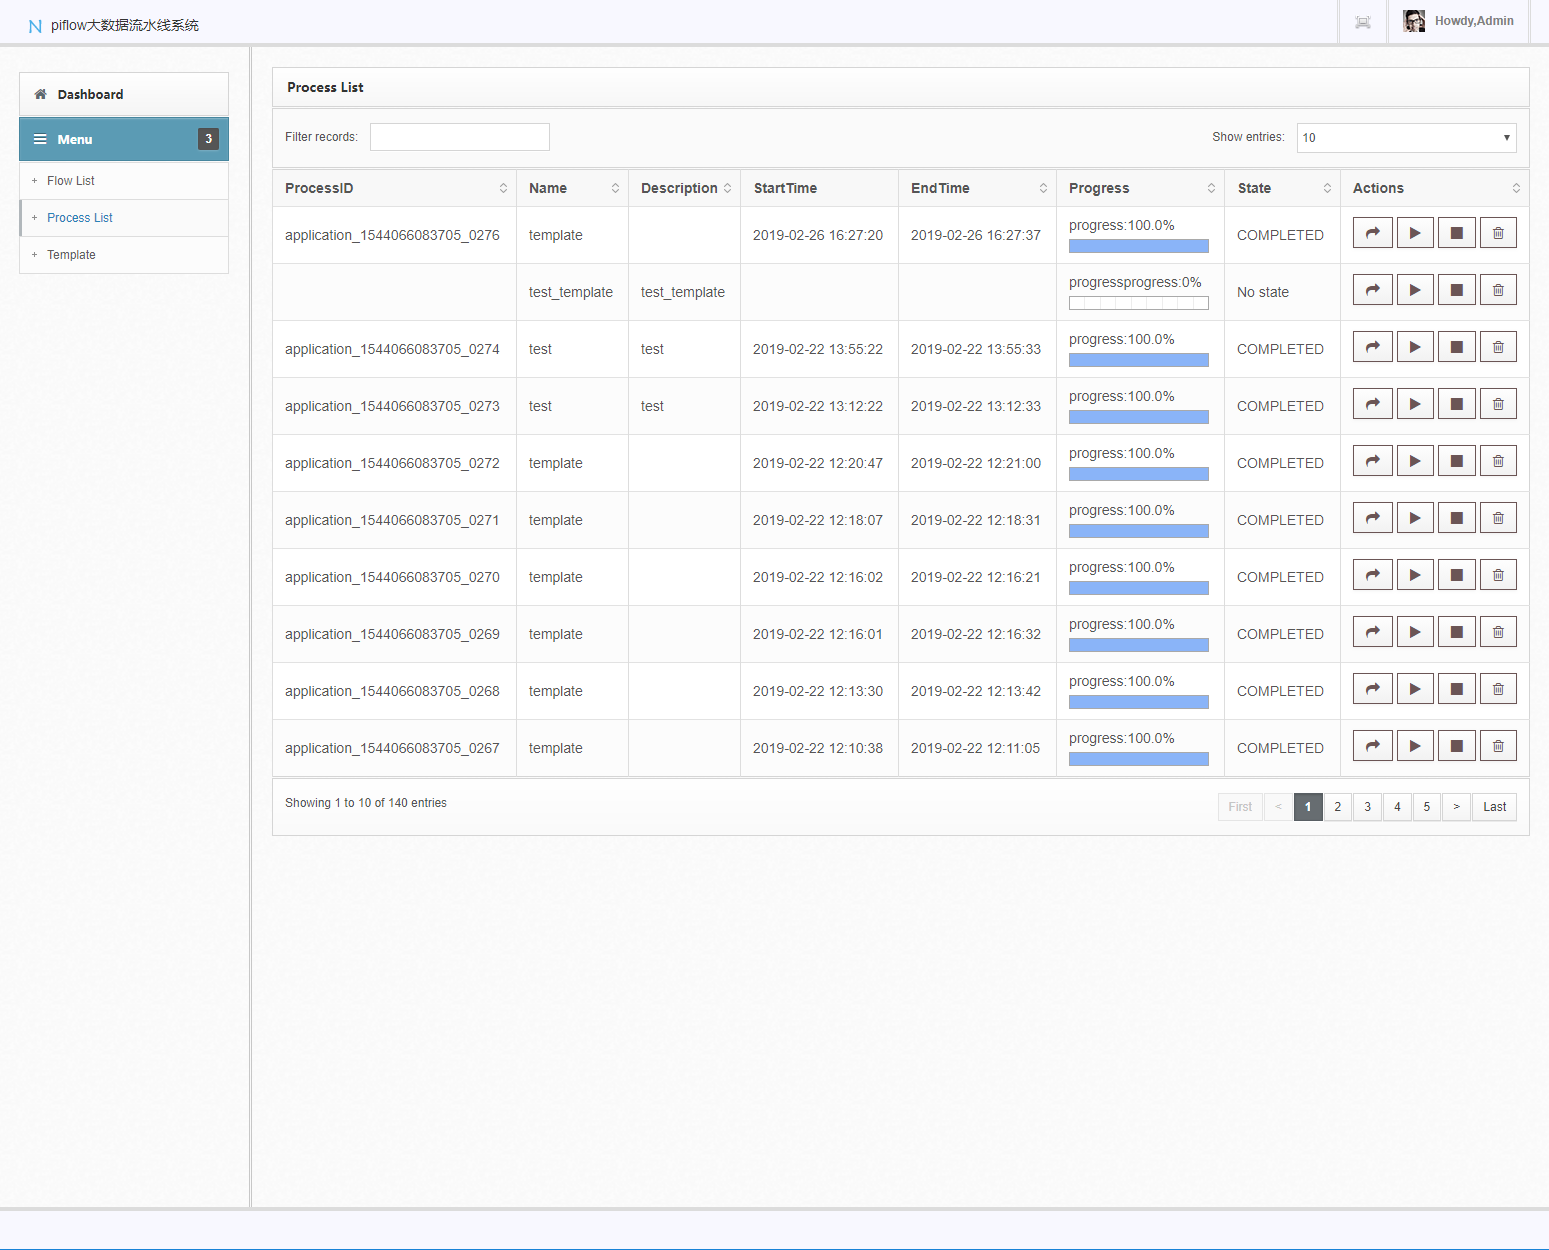 piflow大数据流水线系统
Howdy,Admin
Dashboard
Menu 3
Flow List
Process List
Template
Process List
Filter records: Show entries: 10
ProcessID Name Description StartTime EndTime Progress State Actions
application_1544066083705_0276 template 2019-02-26 16:27:20 2019-02-26 16:27:37 progress:100.0% COMPLETED
test_template test_template progressprogress:0% No state
application_1544066083705_0274 test test 2019-02-22 13:55:22 2019-02-22 13:55:33 progress:100.0% COMPLETED
application_1544066083705_0273 test test 2019-02-22 13:12:22 2019-02-22 13:12:33 progress:100.0% COMPLETED
application_1544066083705_0272 template 2019-02-22 12:20:47 2019-02-22 12:21:00 progress:100.0% COMPLETED
application_1544066083705_0271 template 2019-02-22 12:18:07 2019-02-22 12:18:31 progress:100.0% COMPLETED
application_1544066083705_0270 template 2019-02-22 12:16:02 2019-02-22 12:16:21 progress:100.0% COMPLETED
application_1544066083705_0269 template 2019-02-22 12:16:01 2019-02-22 12:16:32 progress:100.0% COMPLETED
application_1544066083705_0268 template 2019-02-22 12:13:30 2019-02-22 12:13:42 progress:100.0% COMPLETED
application_1544066083705_0267 template 2019-02-22 12:10:38 2019-02-22 12:11:05 progress:100.0% COMPLETED
Showing 1 to 10 of 140 entries First < 1 2 3 4 5 > Last